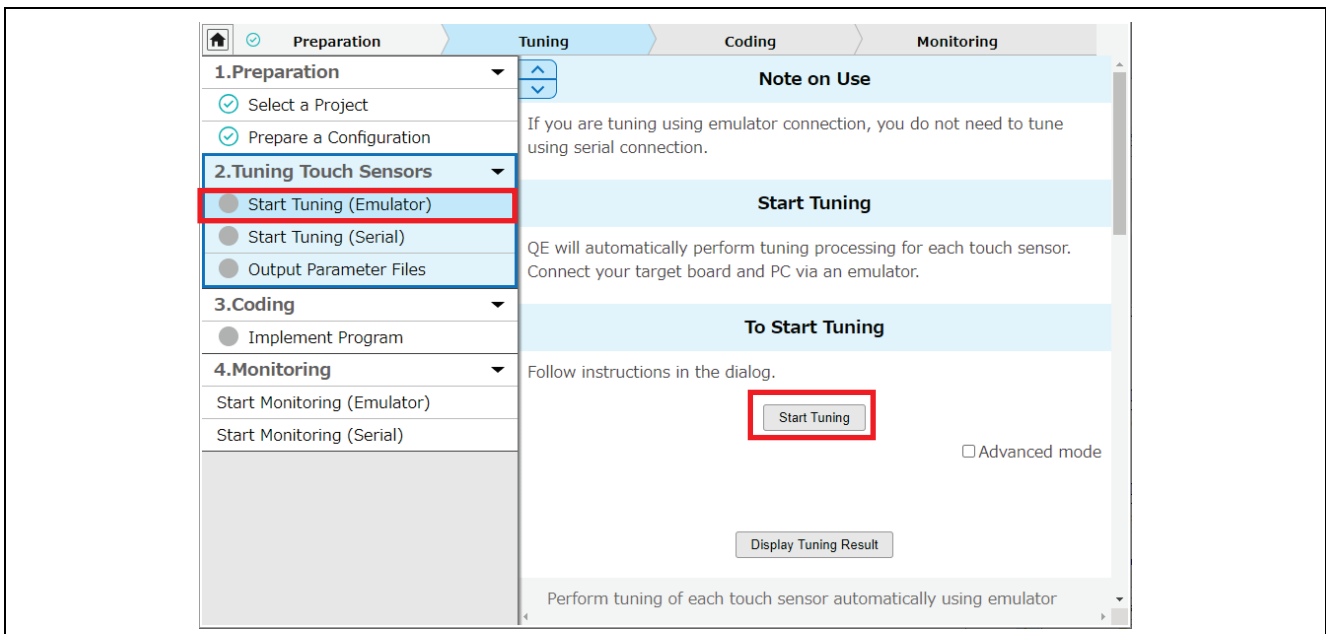 Preparation
Tuning
Coding
Monitoring
1.Preparation
Select a Project
Prepare a Configuration
2.Tuning Touch Sensors
Start Tuning (Emulator)
Start Tuning (Serial)
Output Parameter Files
3.Coding
Implement Program
4.Monitoring
Start Monitoring (Emulator)
Start Monitoring (Serial)
Note on Use
If you are tuning using emulator connection, you do not need to tune
using serial connection.
Start Tuning
QE will automatically perform tuning processing for each touch sensor.
Connect your target board and PC via an emulator.
To Start Tuning
Follow instructions in the dialog.
Start Tuning
Advanced mode
Display Tuning Result
Perform tuning of each touch sensor automatically using emulator